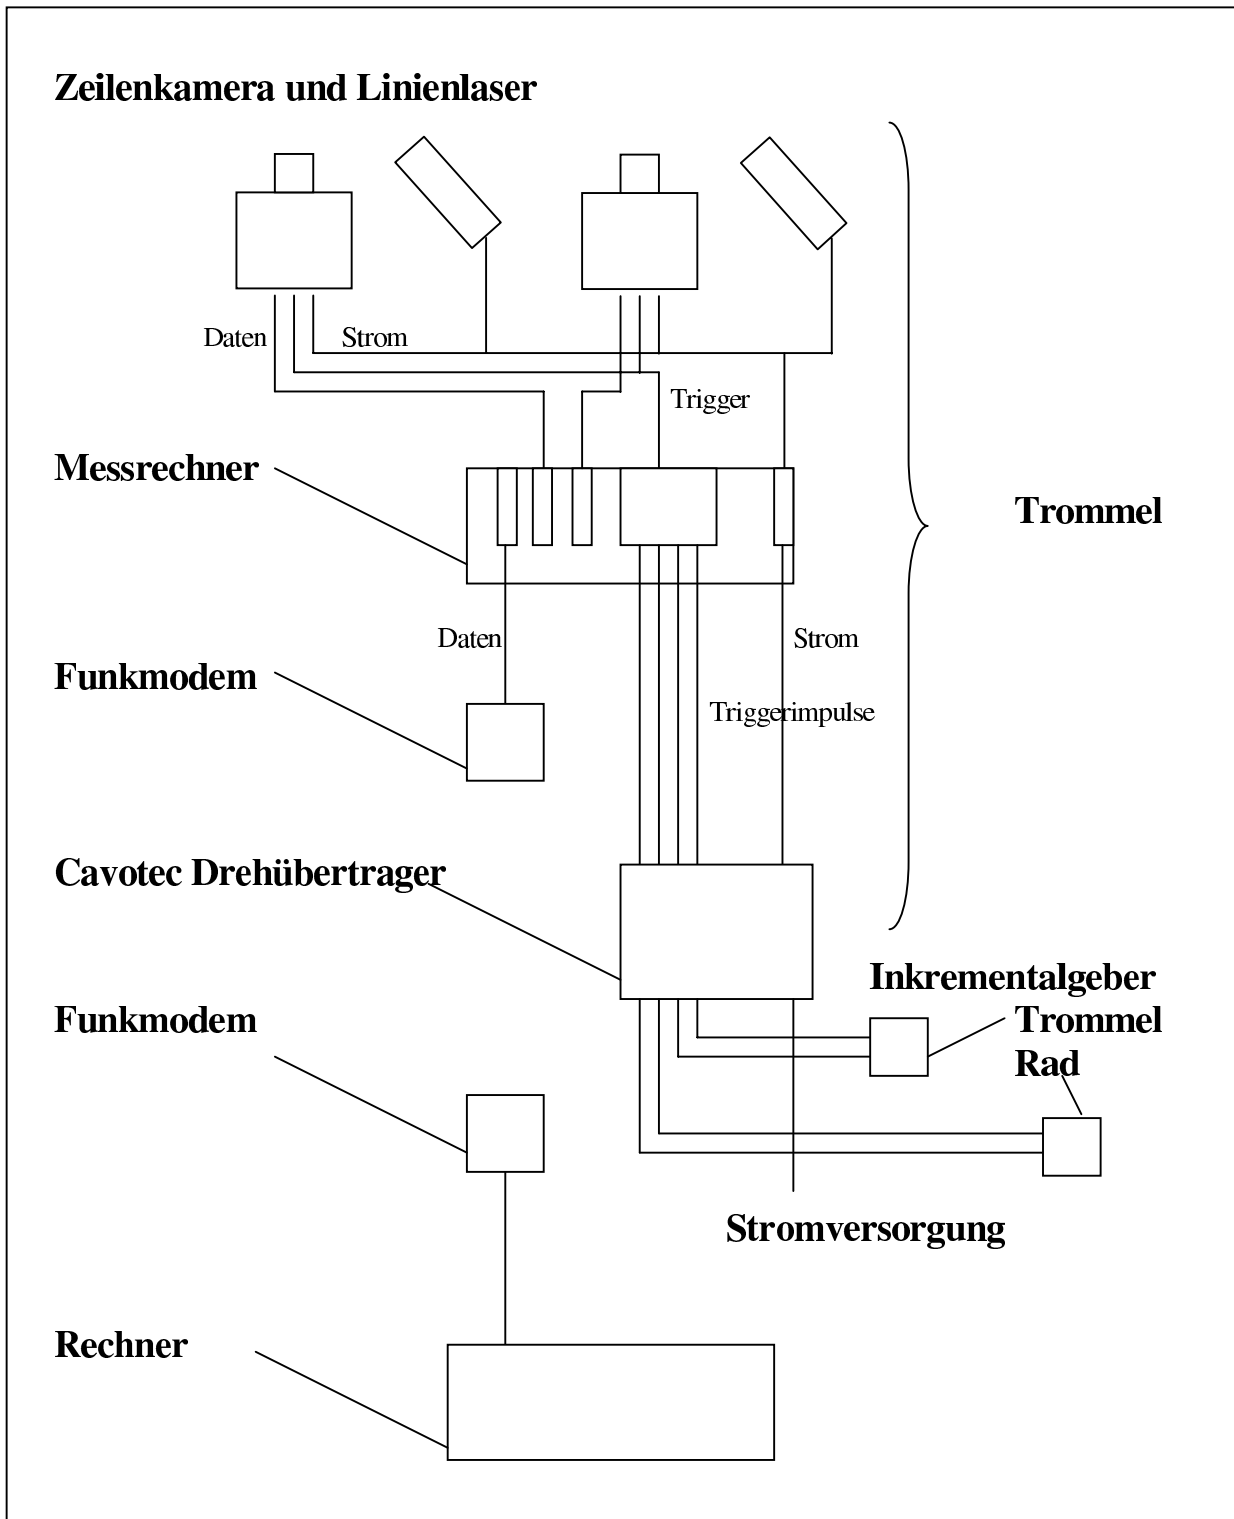 Zeilenkamera und Linienlaser
Daten
Strom
Trigger
Messrechner
Trommel
Daten
Strom
Funkmodem
Triggerimpulse
Cavotec Drehübertrager
Inkrementalgeber
Funkmodem
Trommel
Rad
Stromversorgung
Rechner